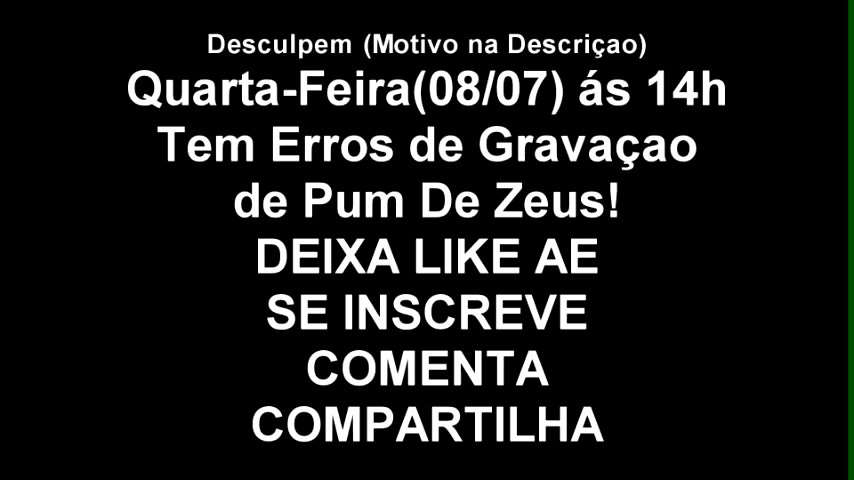 Desculpem (Motivo na Descriçao)
Quarta-Feira(08/07) ás 14h
Tem Erros de Gravaçao
de Pum De Zeus!
DEIXA LIKE AE
SE INSCREVE
COMENTA
COMPARTILHA